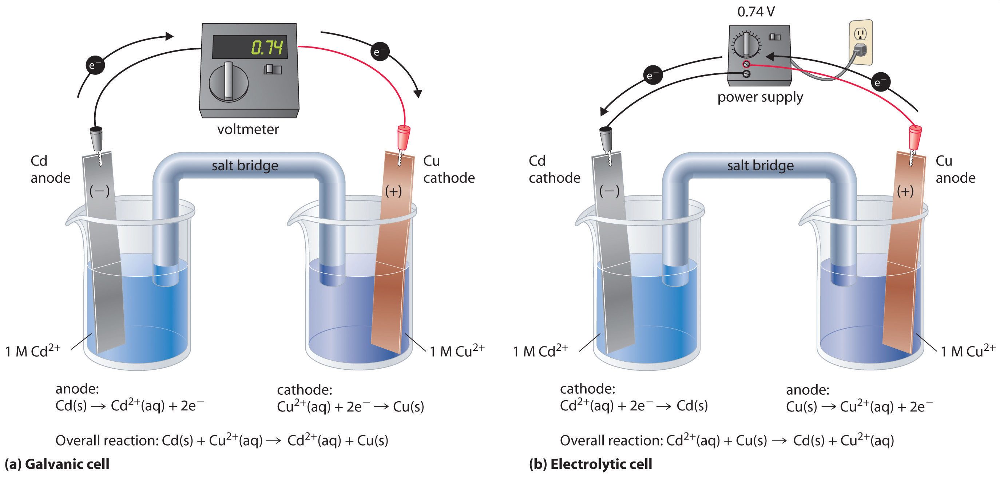 0.74
e⁻
e⁻
voltmeter
Cd
anode
(−)
salt bridge
(+)
Cu
cathode
1 M Cd²⁺
1 M Cu²⁺
anode:
Cd(s) → Cd²⁺(aq) + 2e⁻
cathode:
Cu²⁺(aq) + 2e⁻ → Cu(s)
Overall reaction: Cd(s) + Cu²⁺(aq) → Cd²⁺(aq) + Cu(s)
(a) Galvanic cell
0.74 V
e⁻
e⁻
power supply
Cd
cathode
(−)
salt bridge
(+)
Cu
anode
1 M Cd²⁺
1 M Cu²⁺
cathode:
Cd²⁺(aq) + 2e⁻ → Cd(s)
anode:
Cu(s) → Cu²⁺(aq) + 2e⁻
Overall reaction: Cd²⁺(aq) + Cu(s) → Cd(s) + Cu²⁺(aq)
(b) Electrolytic cell